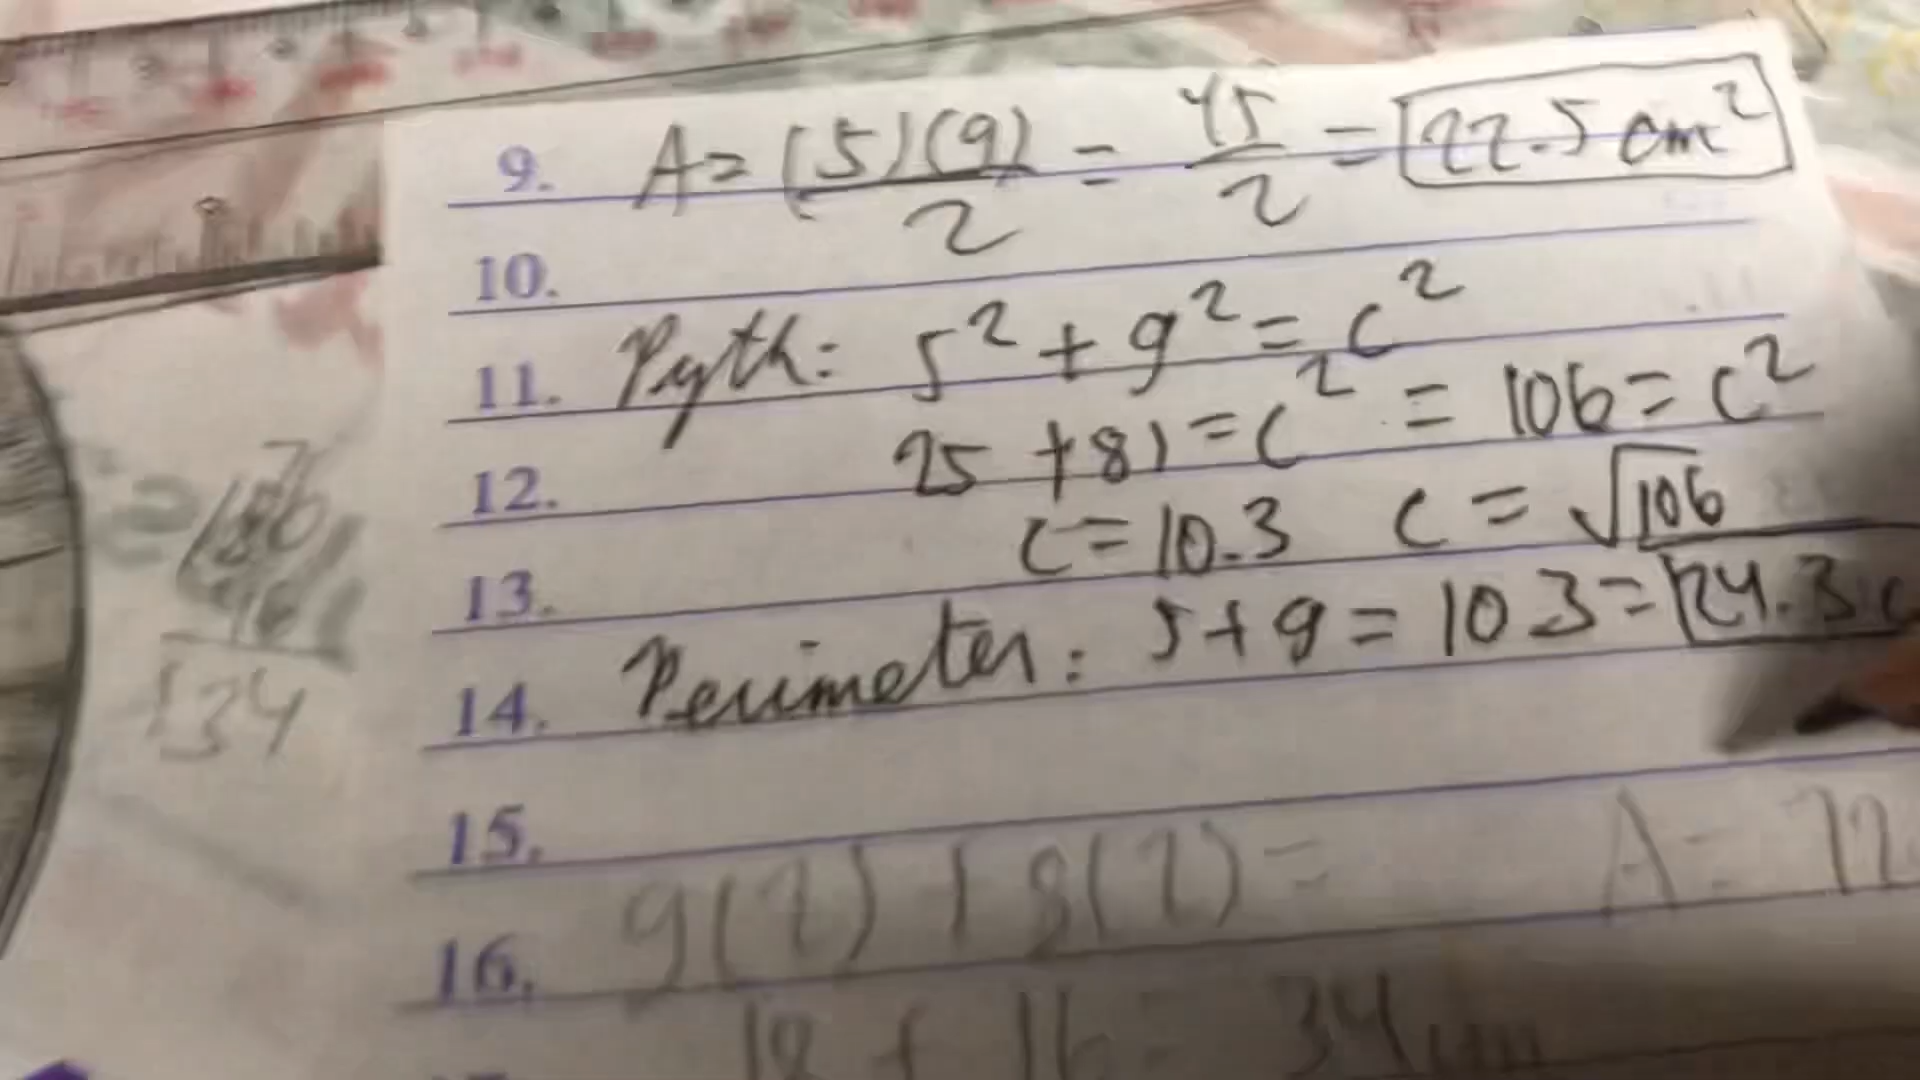 9. A = (5)(9)/2 = 45/2 = 22.5 cm²
10.
11. Pyth: 5² + 9² = c²
12. 25 + 81 = c² = 106 = c²
13. c = 10.3 c = √106
14. Perimeter: 5 + 9 = 10 3 = 24.3 c
15.
16. 9(2) + 8(2) = A = 72
18 + 16 = 34